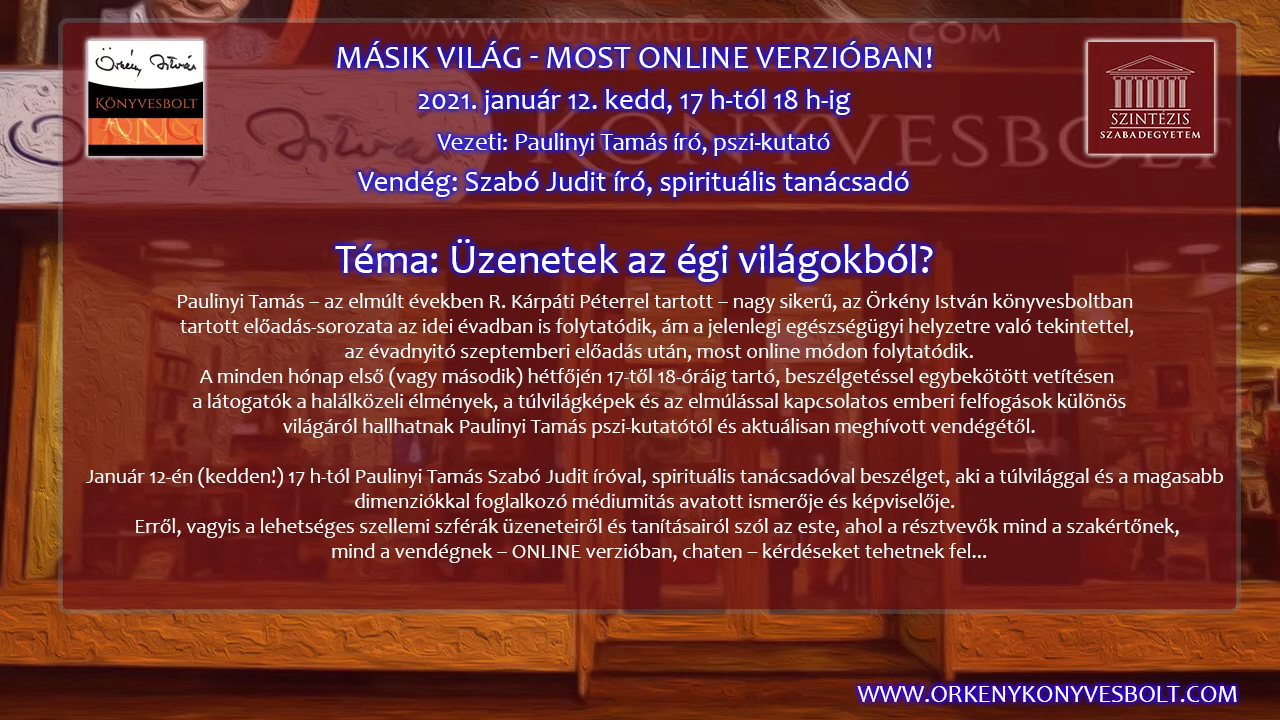 WWW.MULTIMEDIAPLAZA.COM
Örkény István
KÖNYVESBOLT
SZINTÉZIS
SZABADEGYETEM
MÁSIK VILÁG - MOST ONLINE VERZIÓBAN!
2021. január 12. kedd, 17 h-tól 18 h-ig
Vezeti: Paulinyi Tamás író, pszi-kutató
Vendég: Szabó Judit író, spirituális tanácsadó
KÖNYVESBOLT
Téma: Üzenetek az égi világokból?
Paulinyi Tamás – az elmúlt években R. Kárpáti Péterrel tartott – nagy sikerű, az Örkény István könyvesboltban
tartott előadás-sorozata az idei évadban is folytatódik, ám a jelenlegi egészségügyi helyzetre való tekintettel,
az évadnyitó szeptemberi előadás után, most online módon folytatódik.
A minden hónap első (vagy második) hétfőjén 17-től 18-óráig tartó, beszélgetéssel egybekötött vetítésen
a látogatók a halálközeli élmények, a túlvilágképek és az elmúlással kapcsolatos emberi felfogások különös
világáról hallhatnak Paulinyi Tamás pszi-kutatótól és aktuálisan meghívott vendégétől.
Január 12-én (kedden!) 17 h-tól Paulinyi Tamás Szabó Judit íróval, spirituális tanácsadóval beszélget, aki a túlvilággal és a magasabb
dimenziókkal foglalkozó médiumitás avatott ismerője és képviselője.
Erről, vagyis a lehetséges szellemi szférák üzeneteiről és tanításairól szól az este, ahol a résztvevők mind a szakértőnek,
mind a vendégnek – ONLINE verzióban, chaten – kérdéseket tehetnek fel...
WWW.ORKENYKONYVESBOLT.COM